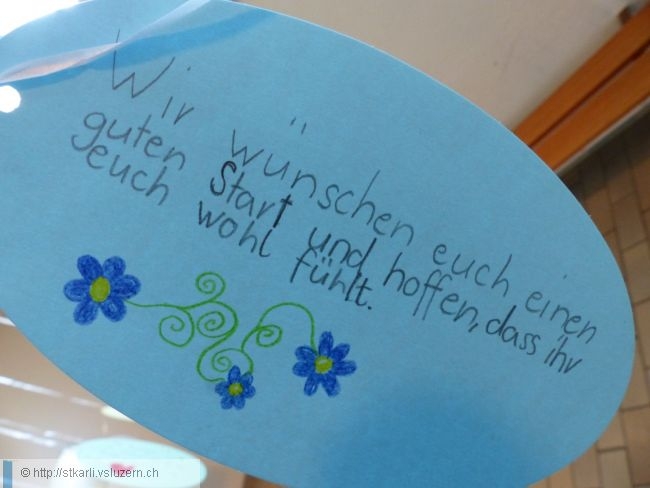 Wir wünschen euch einen
guten Start und hoffen, dass ihr
euch wohl fühlt.
© http://stkarli.vsluzern.ch